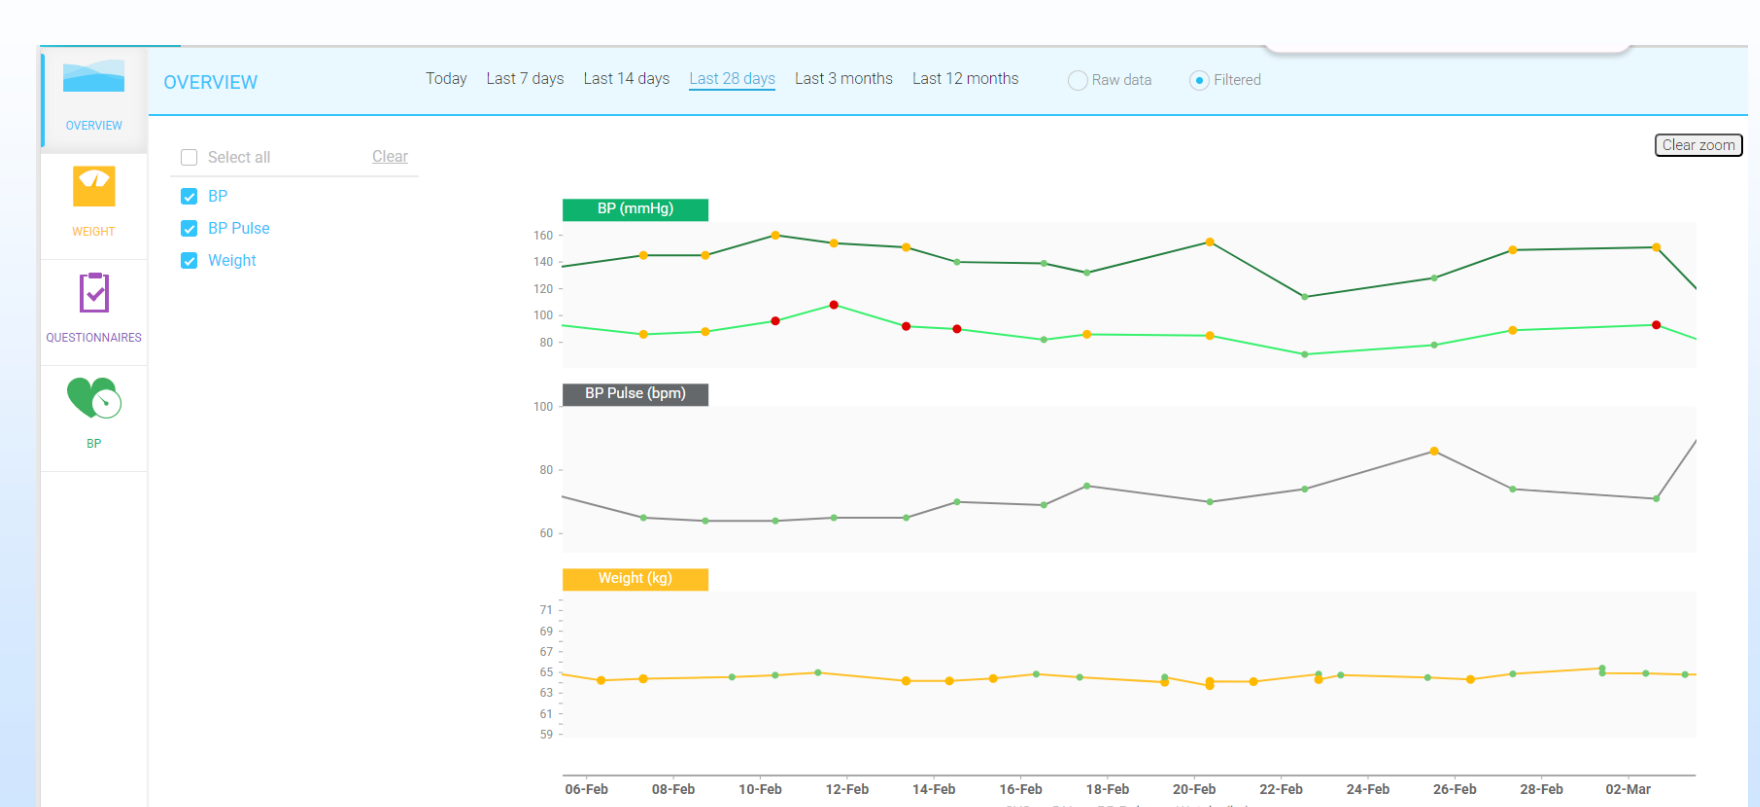 OVERVIEW
WEIGHT
QUESTIONNAIRES
BP
OVERVIEW
Today Last 7 days Last 14 days Last 28 days Last 3 months Last 12 months Raw data Filtered
Select all Clear
BP
BP Pulse
Weight
Clear zoom
BP (mmHg)
160
140
120
100
80
BP Pulse (bpm)
100
80
60
Weight (kg)
71
69
67
65
63
61
59
06-Feb 08-Feb 10-Feb 12-Feb 14-Feb 16-Feb 18-Feb 20-Feb 22-Feb 24-Feb 26-Feb 28-Feb 02-Mar